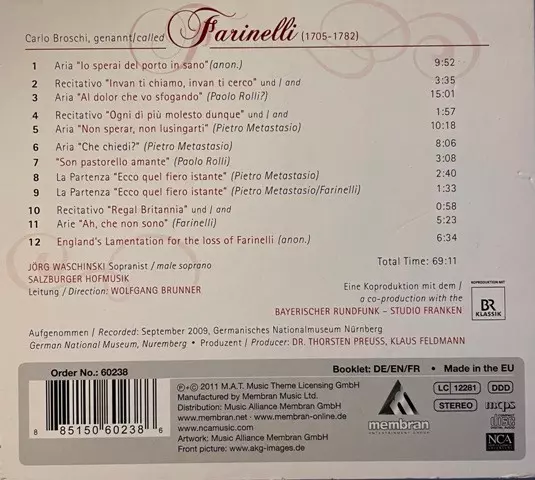 Carlo Broschi, genannt/called Farinelli (1705-1782)
1 Aria "Io sperai del porto in sano" (anon.) 9:52
2 Recitativo "Invan ti chiamo, invan ti cerco" und / and 3:35
3 Aria "Al dolor che vo sfogando" (Paolo Rolli?) 15:01
4 Recitativo "Ogni di più molesto dunque" und / and 1:57
5 Aria "Non sperar, non lusingarti" (Pietro Metastasio) 10:18
6 Aria "Che chiedi?" (Pietro Metastasio) 8:06
7 "Son pastorello amante" (Paolo Rolli) 3:08
8 La Partenza "Ecco quel fiero istante" (Pietro Metastasio) 2:40
9 La Partenza "Ecco quel fiero istante" (Pietro Metastasio/Farinelli) 1:33
10 Recitativo "Regal Britannia" und / and 0:58
11 Arie "Ah, che non sono" (Farinelli) 5:23
12 England's Lamentation for the loss of Farinelli (anon.) 6:34
Total Time: 69:11
JÖRG WASCHINSKI Sopranist / male soprano
SALZBURGER HOFMUSIK
Leitung / Direction: WOLFGANG BRUNNER
Eine Koproduktion mit dem /
a co-production with the
BAYERISCHER RUNDFUNK – STUDIO FRANKEN
KOPRODUKTION MIT
BR
KLASSIK
Aufgenommen / Recorded: September 2009, Germanisches Nationalmuseum Nürnberg
German National Museum, Nuremberg • Produzent / Producer: DR. THORSTEN PREUSS, KLAUS FELDMANN
Order No.: 60238
Booklet: DE/EN/FR • Made in the EU
8 85150 60238 6
℗+© 2011 M.A.T. Music Theme Licensing GmbH
Manufactured by Membran Music Ltd.
Distribution: Music Alliance Membran GmbH
www.membran.net · www.membran-online.de
www.ncamusic.com
Artwork: Music Alliance Membran GmbH
Front picture: www.akg-images.de
membran
ENTERTAINMENT GROUP
LC 12281
DDD
STEREO
mcps
COMPACT
disc
DIGITAL AUDIO
NCA